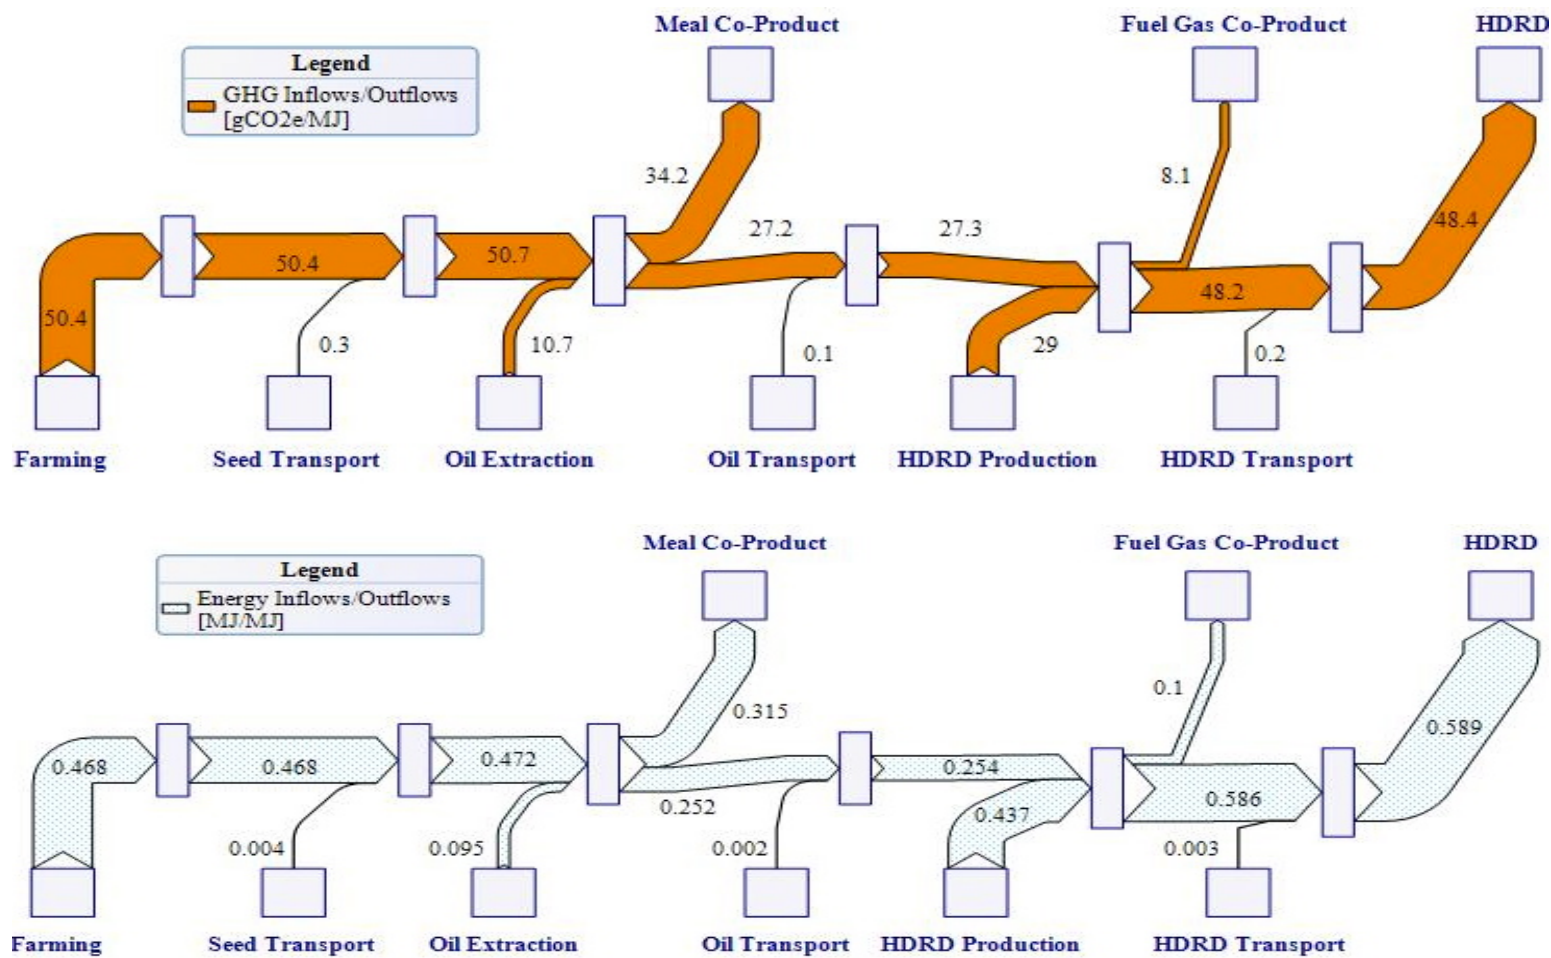 Meal Co-Product
Fuel Gas Co-Product
HDRD
Legend
GHG Inflows/Outflows
[gCO2e/MJ]
34.2
8.1
48.4
27.2
27.3
50.4
50.7
48.2
50.4
0.3
10.7
0.1
29
0.2
Farming
Seed Transport
Oil Extraction
Oil Transport
HDRD Production
HDRD Transport
Meal Co-Product
Fuel Gas Co-Product
HDRD
Legend
Energy Inflows/Outflows
[MJ/MJ]
0.315
0.1
0.589
0.468
0.468
0.472
0.254
0.252
0.586
0.437
0.004
0.095
0.002
0.003
Farming
Seed Transport
Oil Extraction
Oil Transport
HDRD Production
HDRD Transport